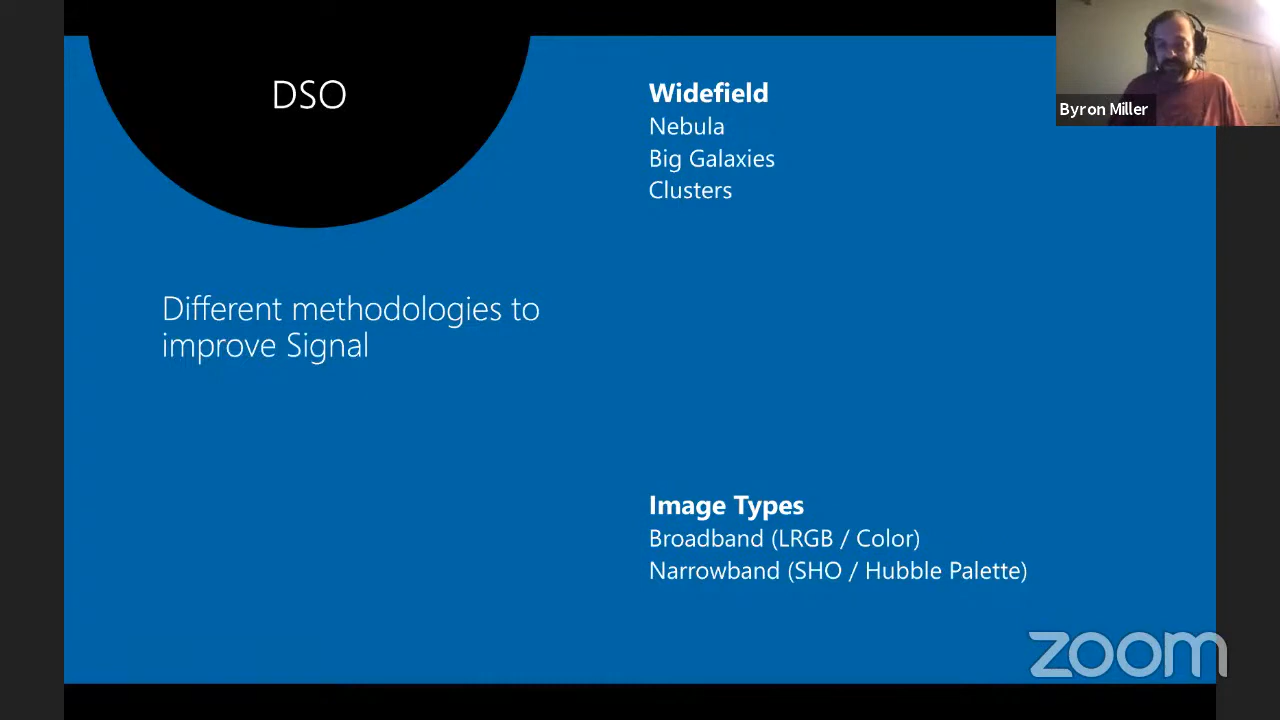 DSO
Different methodologies to
improve Signal
Widefield
Nebula
Big Galaxies
Clusters
Image Types
Broadband (LRGB / Color)
Narrowband (SHO / Hubble Palette)
Byron Miller
zoom